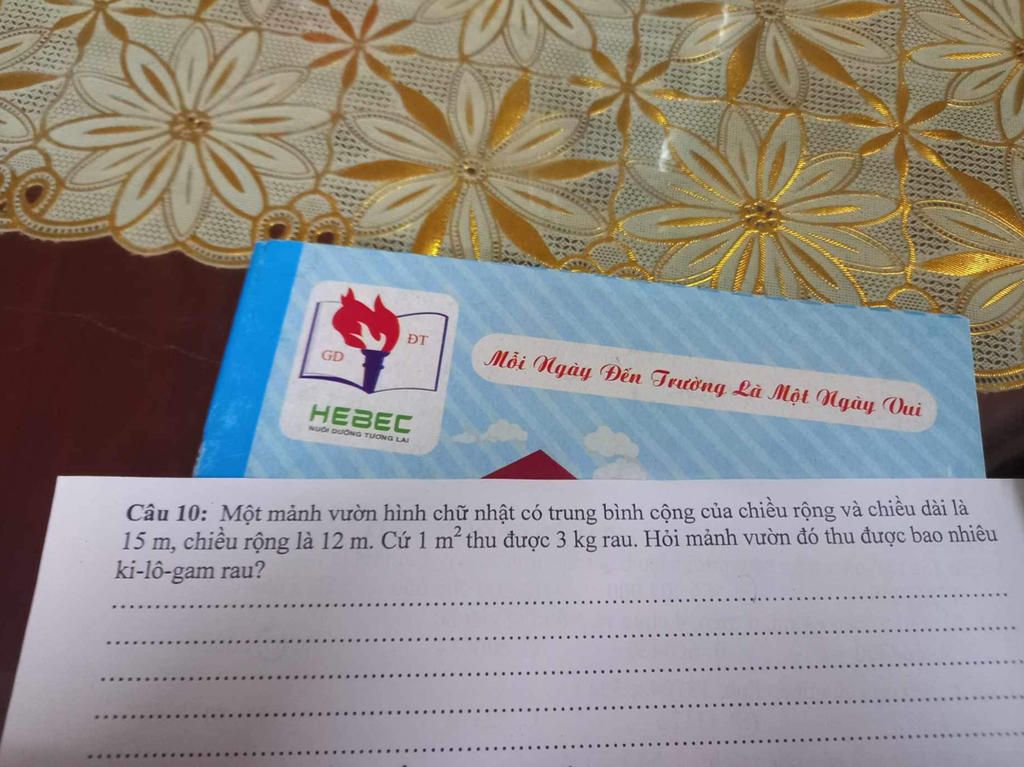 GD
ĐT
HEBEC
NUÔI DƯỠNG TƯƠNG LAI
Mỗi Ngày Đến Trường Là Một Ngày Vui
Câu 10: Một mảnh vườn hình chữ nhật có trung bình cộng của chiều rộng và chiều dài là
15 m, chiều rộng là 12 m. Cứ 1 m² thu được 3 kg rau. Hỏi mảnh vườn đó thu được bao nhiêu
ki-lô-gam rau?